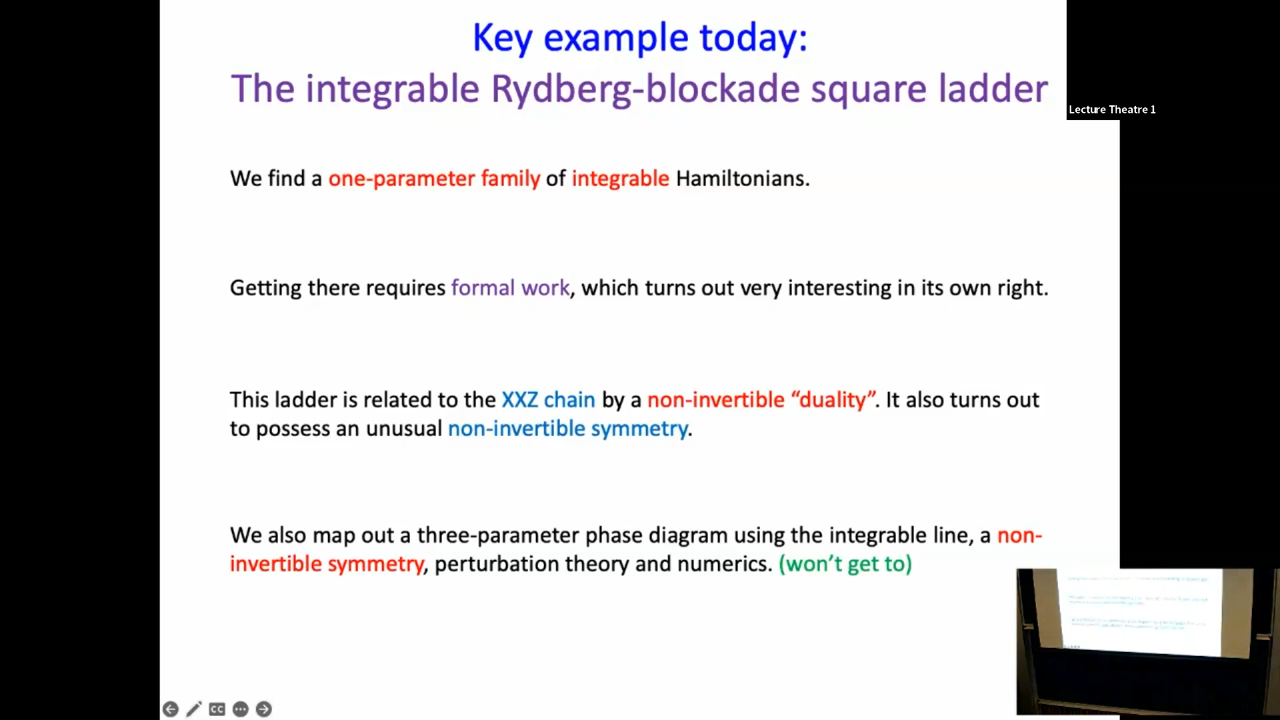 Key example today:
The integrable Rydberg-blockade square ladder
Lecture Theatre 1
We find a one-parameter family of integrable Hamiltonians.
Getting there requires formal work, which turns out very interesting in its own right.
This ladder is related to the XXZ chain by a non-invertible “duality”. It also turns out
to possess an unusual non-invertible symmetry.
We also map out a three-parameter phase diagram using the integrable line, a non-
invertible symmetry, perturbation theory and numerics. (won’t get to)
CC